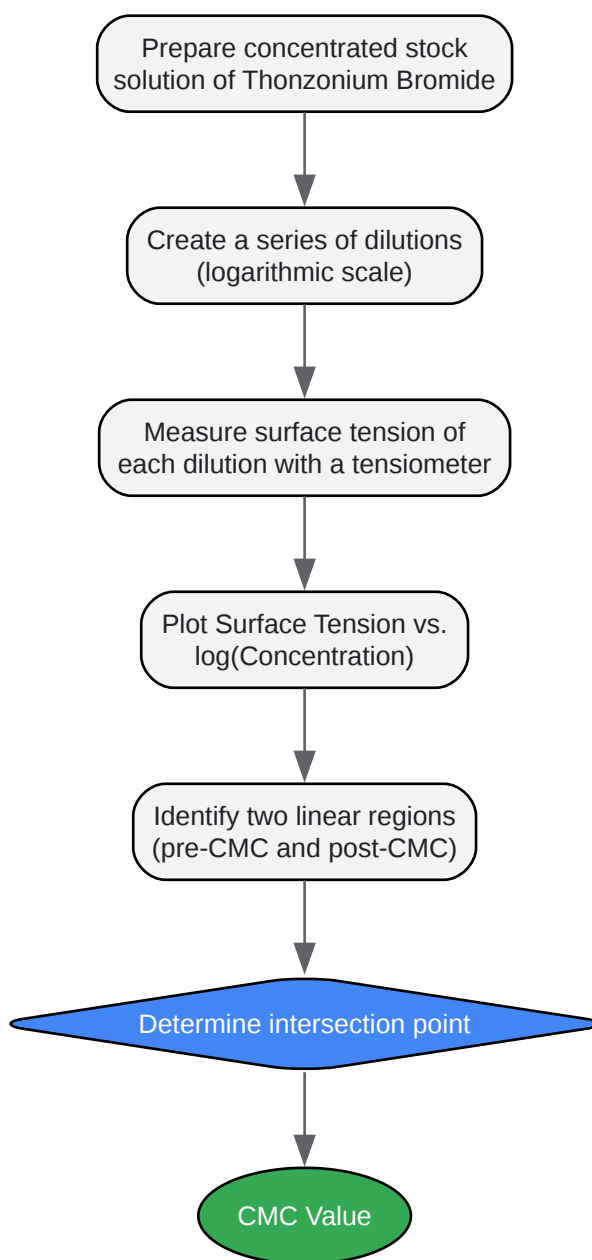 Prepare concentrated stock
solution of Thonzonium Bromide
Create a series of dilutions
(logarithmic scale)
Measure surface tension of
each dilution with a tensiometer
Plot Surface Tension vs.
log(Concentration)
Identify two linear regions
(pre-CMC and post-CMC)
Determine intersection point
CMC Value